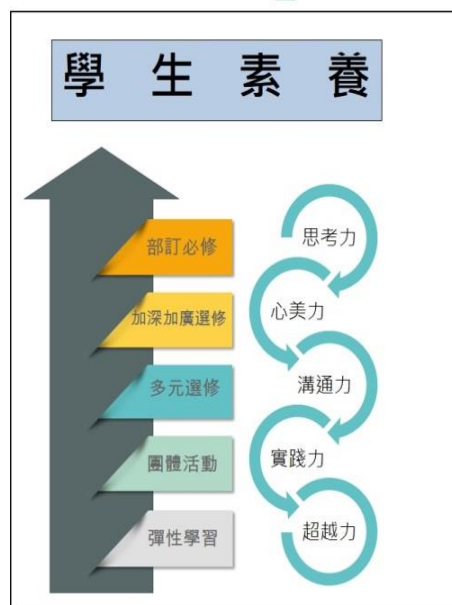 學生素養
部訂必修
加深加廣選修
多元選修
團體活動
彈性學習
思考力
心美力
溝通力
實踐力
超越力